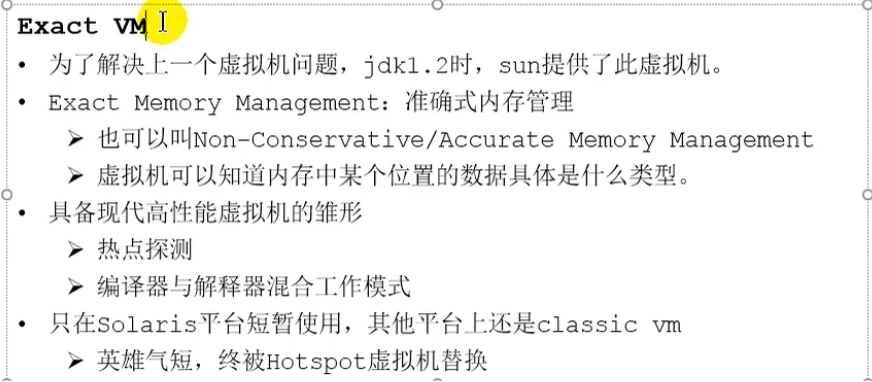 Exact VM
• 为了解决上一个虚拟机问题，jdk1.2时，sun提供了此虚拟机。
• Exact Memory Management：准确式内存管理
➢ 也可以叫Non-Conservative/Accurate Memory Management
➢ 虚拟机可以知道内存中某个位置的数据具体是什么类型。
• 具备现代高性能虚拟机的雏形
➢ 热点探测
➢ 编译器与解释器混合工作模式
• 只在Solaris平台短暂使用，其他平台上还是classic vm
➢ 英雄气短，终被Hotspot虚拟机替换